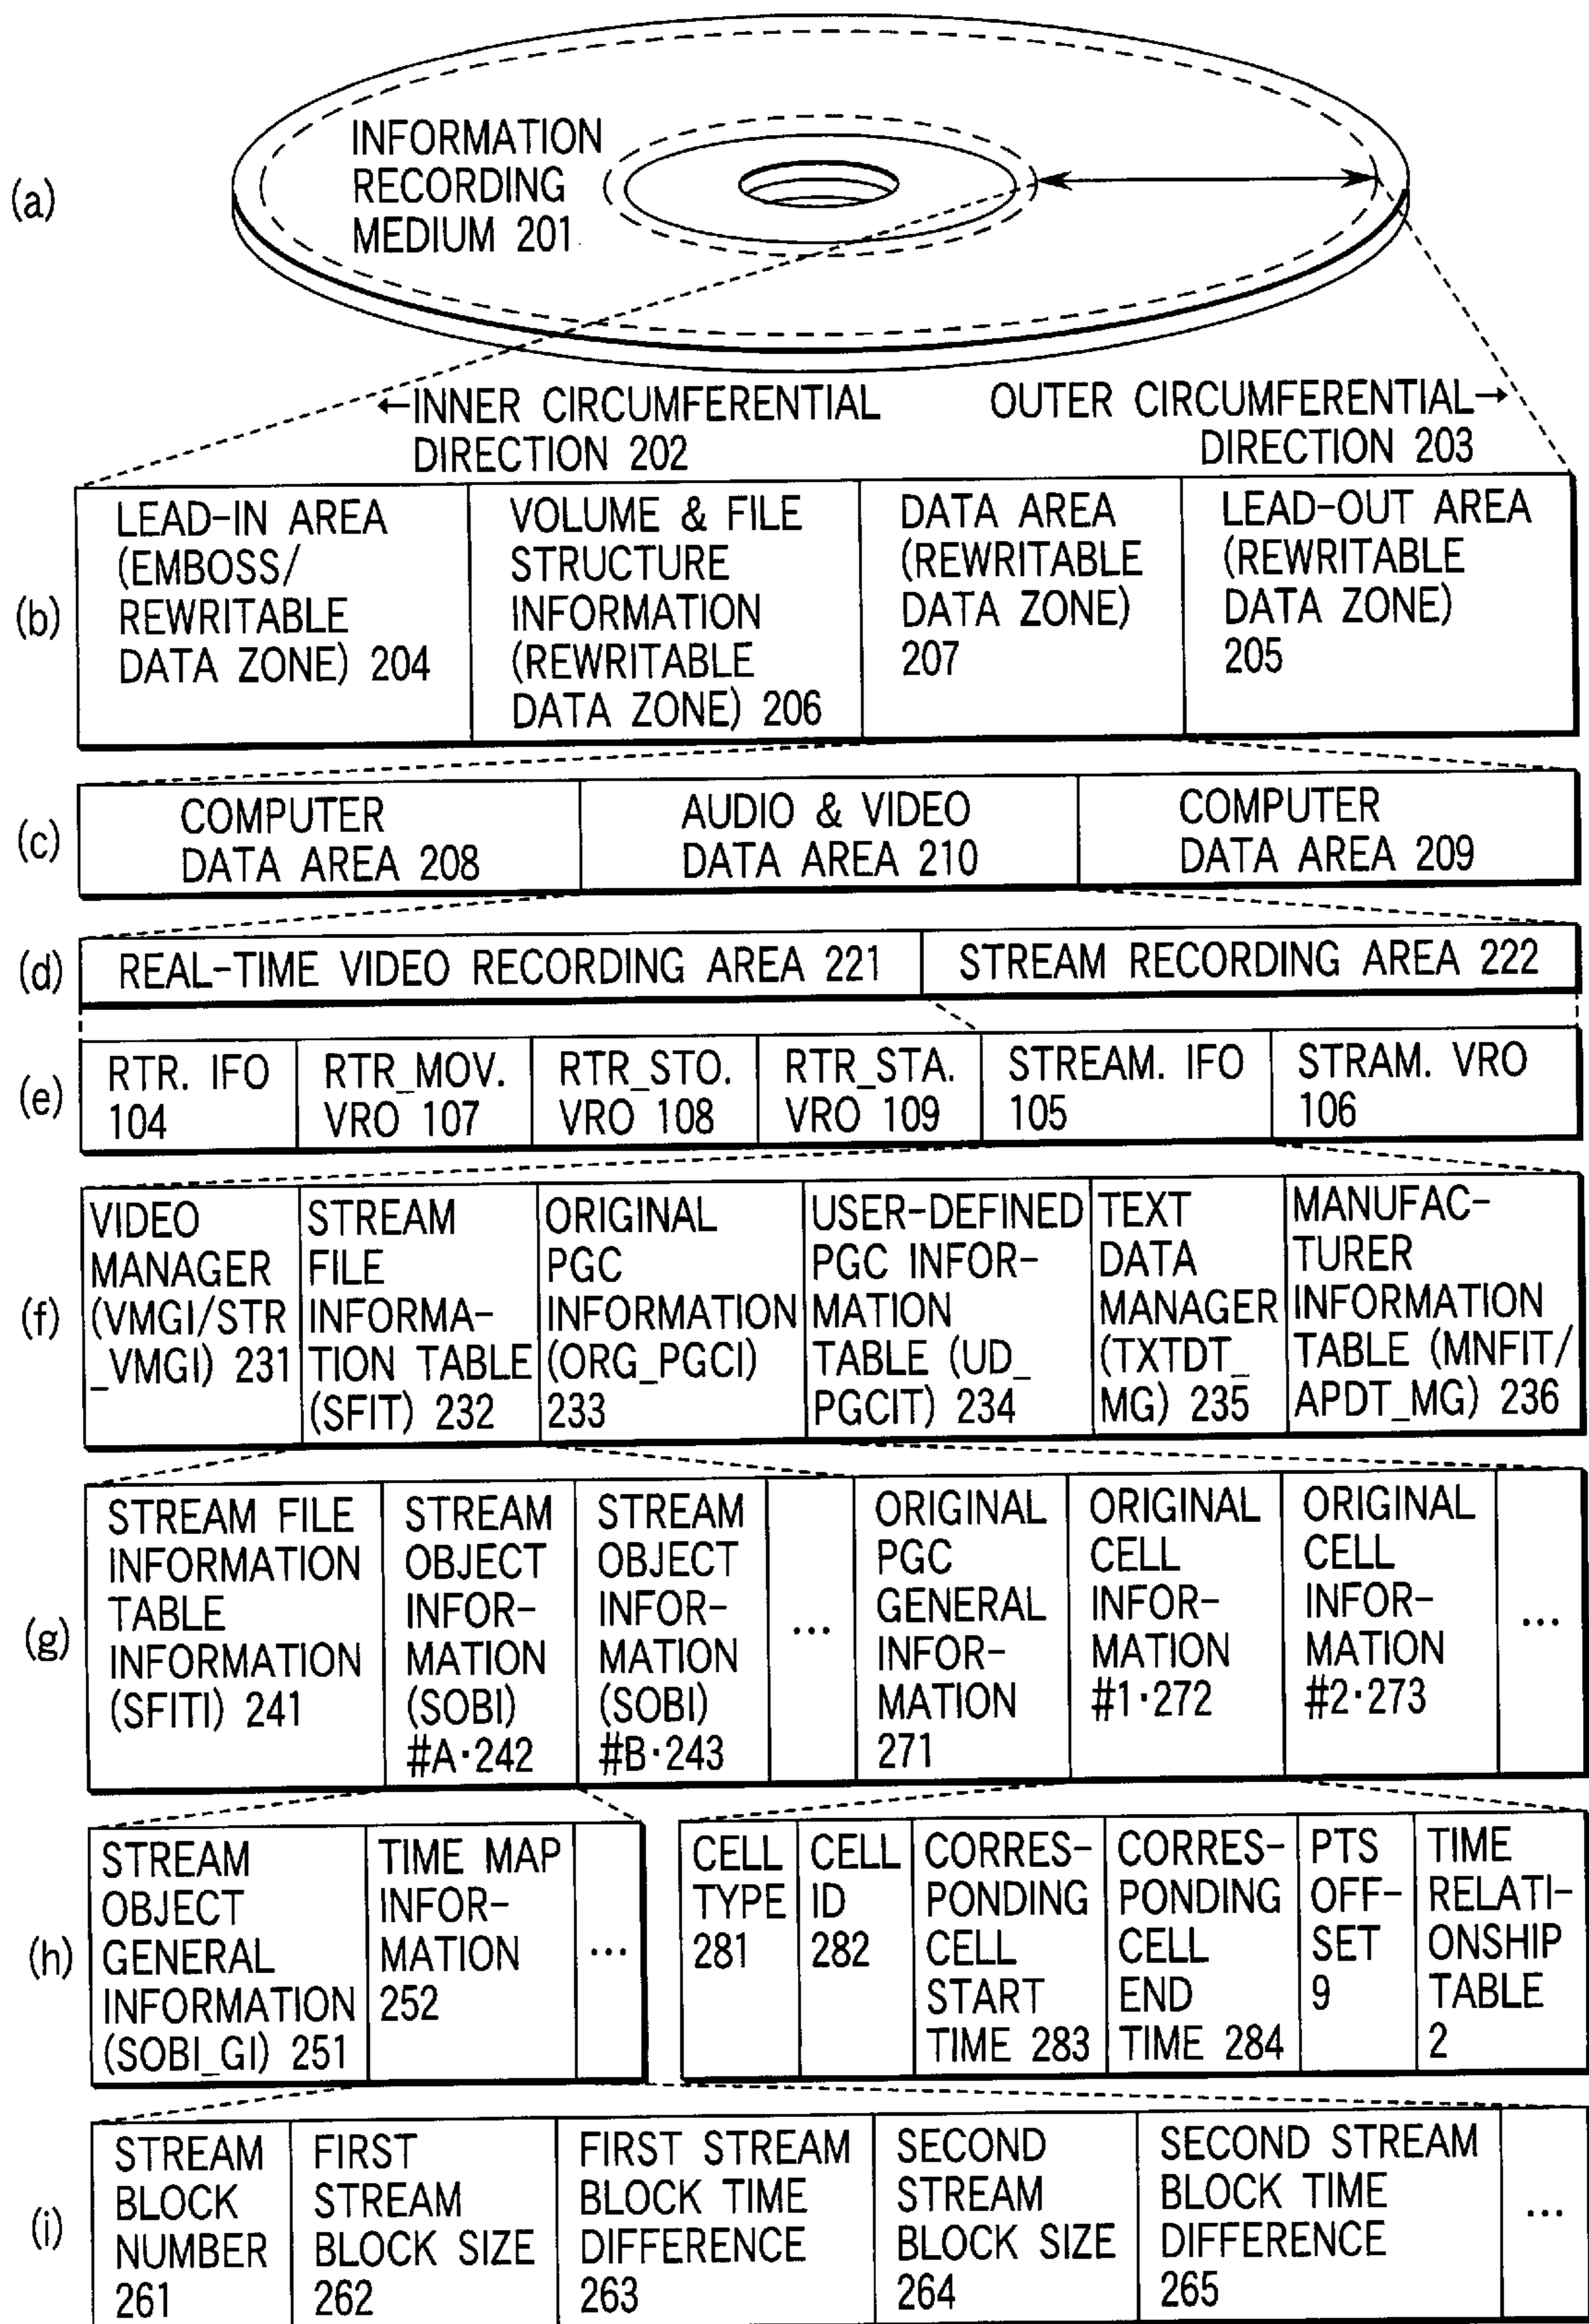 (a)
INFORMATION
RECORDING
MEDIUM 201
←INNER CIRCUMFERENTIAL
DIRECTION 202
OUTER CIRCUMFERENTIAL→
DIRECTION 203
(b)
LEAD-IN AREA
(EMBOSS/
REWRITABLE
DATA ZONE) 204
VOLUME & FILE
STRUCTURE
INFORMATION
(REWRITABLE
DATA ZONE) 206
DATA AREA
(REWRITABLE
DATA ZONE)
207
LEAD-OUT AREA
(REWRITABLE
DATA ZONE)
205
(c)
COMPUTER
DATA AREA 208
AUDIO & VIDEO
DATA AREA 210
COMPUTER
DATA AREA 209
(d)
REAL-TIME VIDEO RECORDING AREA 221
STREAM RECORDING AREA 222
(e)
RTR. IFO
104
RTR_MOV.
VRO 107
RTR_STO.
VRO 108
RTR_STA.
VRO 109
STREAM. IFO
105
STRAM. VRO
106
(f)
VIDEO
MANAGER
(VMGI/STR
_VMGI) 231
STREAM
FILE
INFORMA-
TION TABLE
(SFIT) 232
ORIGINAL
PGC
INFORMATION
(ORG_PGCI)
233
USER-DEFINED
PGC INFOR-
MATION
TABLE (UD_
PGCIT) 234
TEXT
DATA
MANAGER
(TXTDT_
MG) 235
MANUFAC-
TURER
INFORMATION
TABLE (MNFIT/
APDT_MG) 236
(g)
STREAM FILE
INFORMATION
TABLE
INFORMATION
(SFITI) 241
STREAM
OBJECT
INFOR-
MATION
(SOBI)
#A·242
STREAM
OBJECT
INFOR-
MATION
(SOBI)
#B·243
...
ORIGINAL
PGC
GENERAL
INFOR-
MATION
271
ORIGINAL
CELL
INFOR-
MATION
#1·272
ORIGINAL
CELL
INFOR-
MATION
#2·273
...
(h)
STREAM
OBJECT
GENERAL
INFORMATION
(SOBI_GI) 251
TIME MAP
INFOR-
MATION
252
...
CELL
TYPE
281
CELL
ID
282
CORRES-
PONDING
CELL
START
TIME 283
CORRES-
PONDING
CELL
END
TIME 284
PTS
OFF-
SET
9
TIME
RELATI-
ONSHIP
TABLE
2
(i)
STREAM
BLOCK
NUMBER
261
FIRST
STREAM
BLOCK SIZE
262
FIRST STREAM
BLOCK TIME
DIFFERENCE
263
SECOND
STREAM
BLOCK SIZE
264
SECOND STREAM
BLOCK TIME
DIFFERENCE
265
...